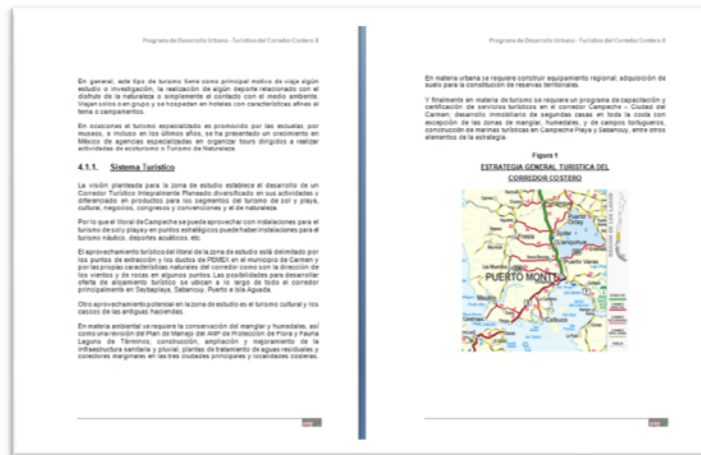 Programa de Desarrollo Urbano - Turístico del Corredor Costero II
En general, este tipo de turismo tiene como principal motivo de viaje algún
estudio o investigación, la realización de algún deporte relacionado con el
disfrute de la naturaleza o simplemente el contacto con el medio ambiente.
Viajan solos o en grupo y se hospedan en hoteles con características afines al
tema o campamentos.
En ocasiones el turismo especializado es promovido por las escuelas, por
museos, e incluso en los últimos años, se ha presentado un crecimiento en
México de agencias especializadas en organizar tours dirigidos a realizar
actividades de ecoturismo o Turismo de Naturaleza.
4.1.1. Sistema Turístico
La visión planteada para la zona de estudio establece el desarrollo de un
Corredor Turístico Integralmente Planeado diversificado en sus actividades y
diferenciado en productos para los segmentos del turismo de sol y playa,
cultural, negocios, congresos y convenciones y el de naturaleza.
Por lo que el litoral de Campeche se puede aprovechar con instalaciones para el
turismo de sol y playa y en puntos estratégicos puede haber instalaciones para el
turismo náutico, deportes acuáticos, etc.
El aprovechamiento turístico del litoral de la zona de estudio está delimitado por
los puntos de extracción y los ductos de PEMEX en el municipio de Carmen y
por las propias características naturales del corredor como son la dirección de
los vientos y de rocas en algunos puntos. Las posibilidades para desarrollar
oferta de alojamiento turístico se ubican a lo largo de todo el corredor
principalmente en Seybaplaya, Sabancuy, Puerto e Isla Aguada.
Otro aprovechamiento potencial en la zona de estudio es el turismo cultural y los
cascos de las antiguas haciendas.
En materia ambiental se requiere la conservación del manglar y humedales, así
como una revisión de Plan de Manejo del ANP de Protección de Flora y Fauna
Laguna de Términos; construcción, ampliación y mejoramiento de la
infraestructura sanitaria y pluvial; plantas de tratamiento de aguas residuales y
colectores marginales en las tres ciudades principales y localidades costeras.
Programa de Desarrollo Urbano - Turístico del Corredor Costero II
En materia urbana se requiere construir equipamiento regional; adquisición de
suelo para la constitución de reservas territoriales.
Y finalmente en materia de turismo se requiere un programa de capacitación y
certificación de servicios turísticos en el corredor Campeche – Ciudad del
Carmen; desarrollo inmobiliario de segundas casas en toda la costa con
excepción de las zonas de manglar, humedales, y de campos tortugueros,
construcción de marinas turísticas en Campeche Playa y Sabancuy, entre otros
elementos de la estrategia.
Figura 1
ESTRATEGIA GENERAL TURISTICA DEL
CORREDOR COSTERO
Puerto
Octay
Fresia
Llanquihue
Puerto Varas
PUERTO MONTT
Maullín
Calbuco